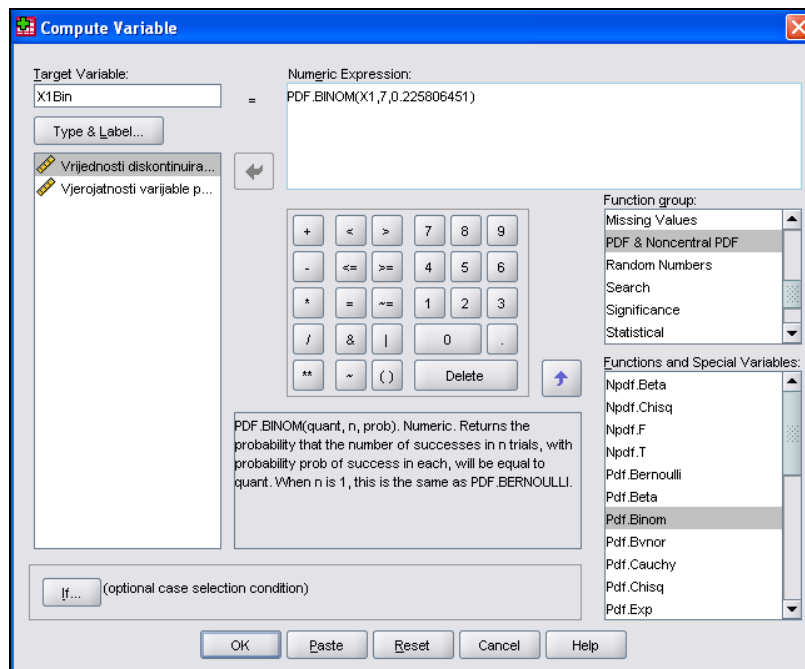 Compute Variable
Target Variable:
X1Bin
=
Type & Label...
Vrijednosti diskontinuira...
Vjerojatnosti varijable p...
Numeric Expression:
PDF.BINOM(X1,7,0.225806451)
+ < > 7 8 9
- <= >= 4 5 6
* = ~= 1 2 3
/ & | 0 .
** ~ ( ) Delete
PDF.BINOM(quant, n, prob). Numeric. Returns the
probability that the number of successes in n trials, with
probability prob of success in each, will be equal to
quant. When n is 1, this is the same as PDF.BERNOULLI.
Function group:
Missing Values
PDF & Noncentral PDF
Random Numbers
Search
Significance
Statistical
Functions and Special Variables:
Npdf.Beta
Npdf.Chisq
Npdf.F
Npdf.T
Pdf.Bernoulli
Pdf.Beta
Pdf.Binom
Pdf.Bvnor
Pdf.Cauchy
Pdf.Chisq
Pdf.Exp
If... (optional case selection condition)
OK Paste Reset Cancel Help